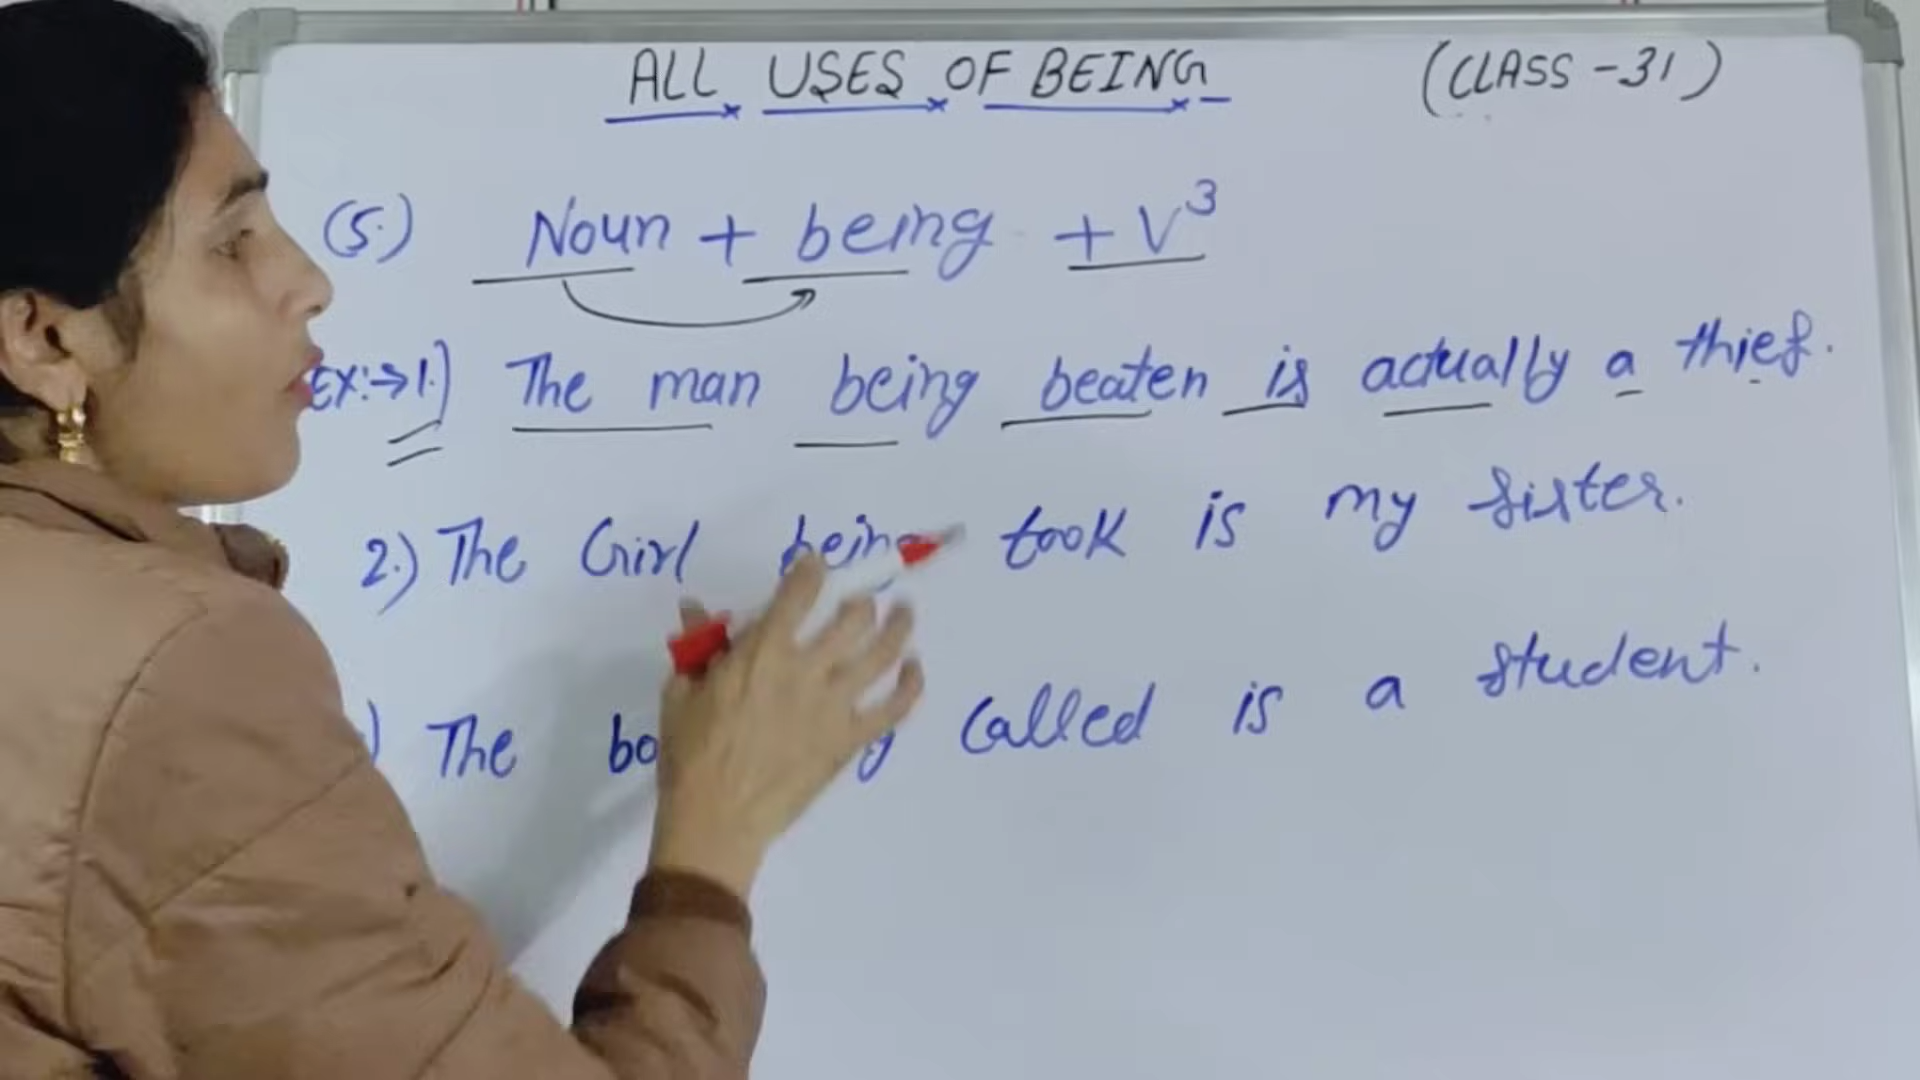 ALL USES OF BEING (CLASS-31)
(5.) Noun + being + V³
Ex:→1.) The man being beaten is actually a thief.
2.) The Girl being took is my sister.
) The called is a student.